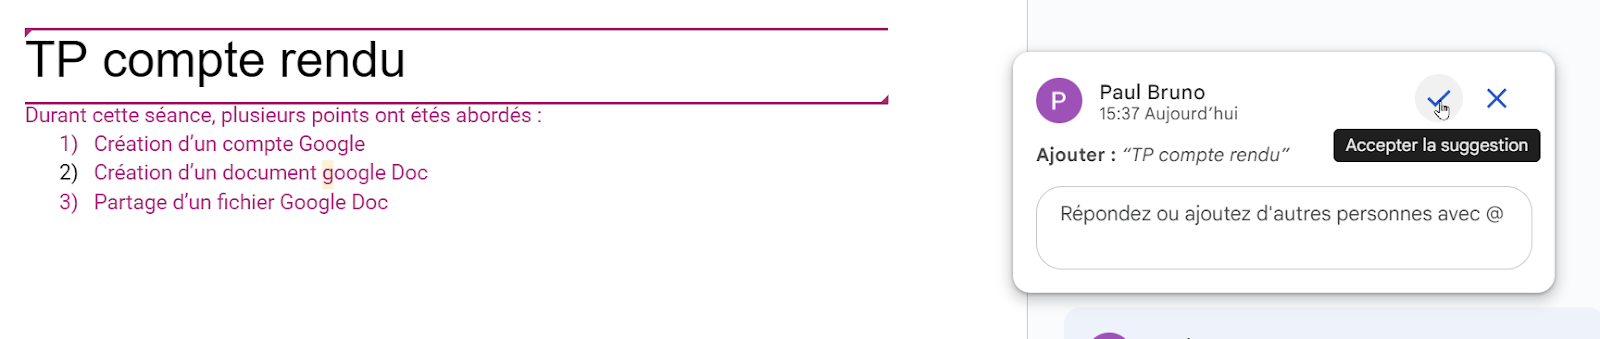 TP compte rendu
Durant cette séance, plusieurs points ont étés abordés :
1) Création d’un compte Google
2) Création d’un document google Doc
3) Partage d’un fichier Google Doc
P
Paul Bruno
15:37 Aujourd’hui
Accepter la suggestion
Ajouter : “TP compte rendu”
Répondez ou ajoutez d'autres personnes avec @